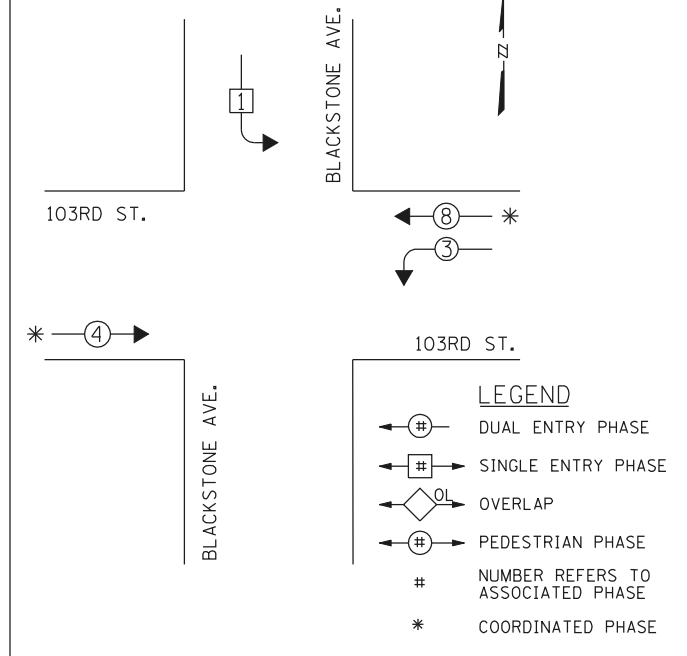 BLACKSTONE AVE.
N
1
103RD ST.
8 *
3
* 4
103RD ST.
BLACKSTONE AVE.
LEGEND
# DUAL ENTRY PHASE
# SINGLE ENTRY PHASE
OL OVERLAP
# PEDESTRIAN PHASE
# NUMBER REFERS TO
ASSOCIATED PHASE
* COORDINATED PHASE